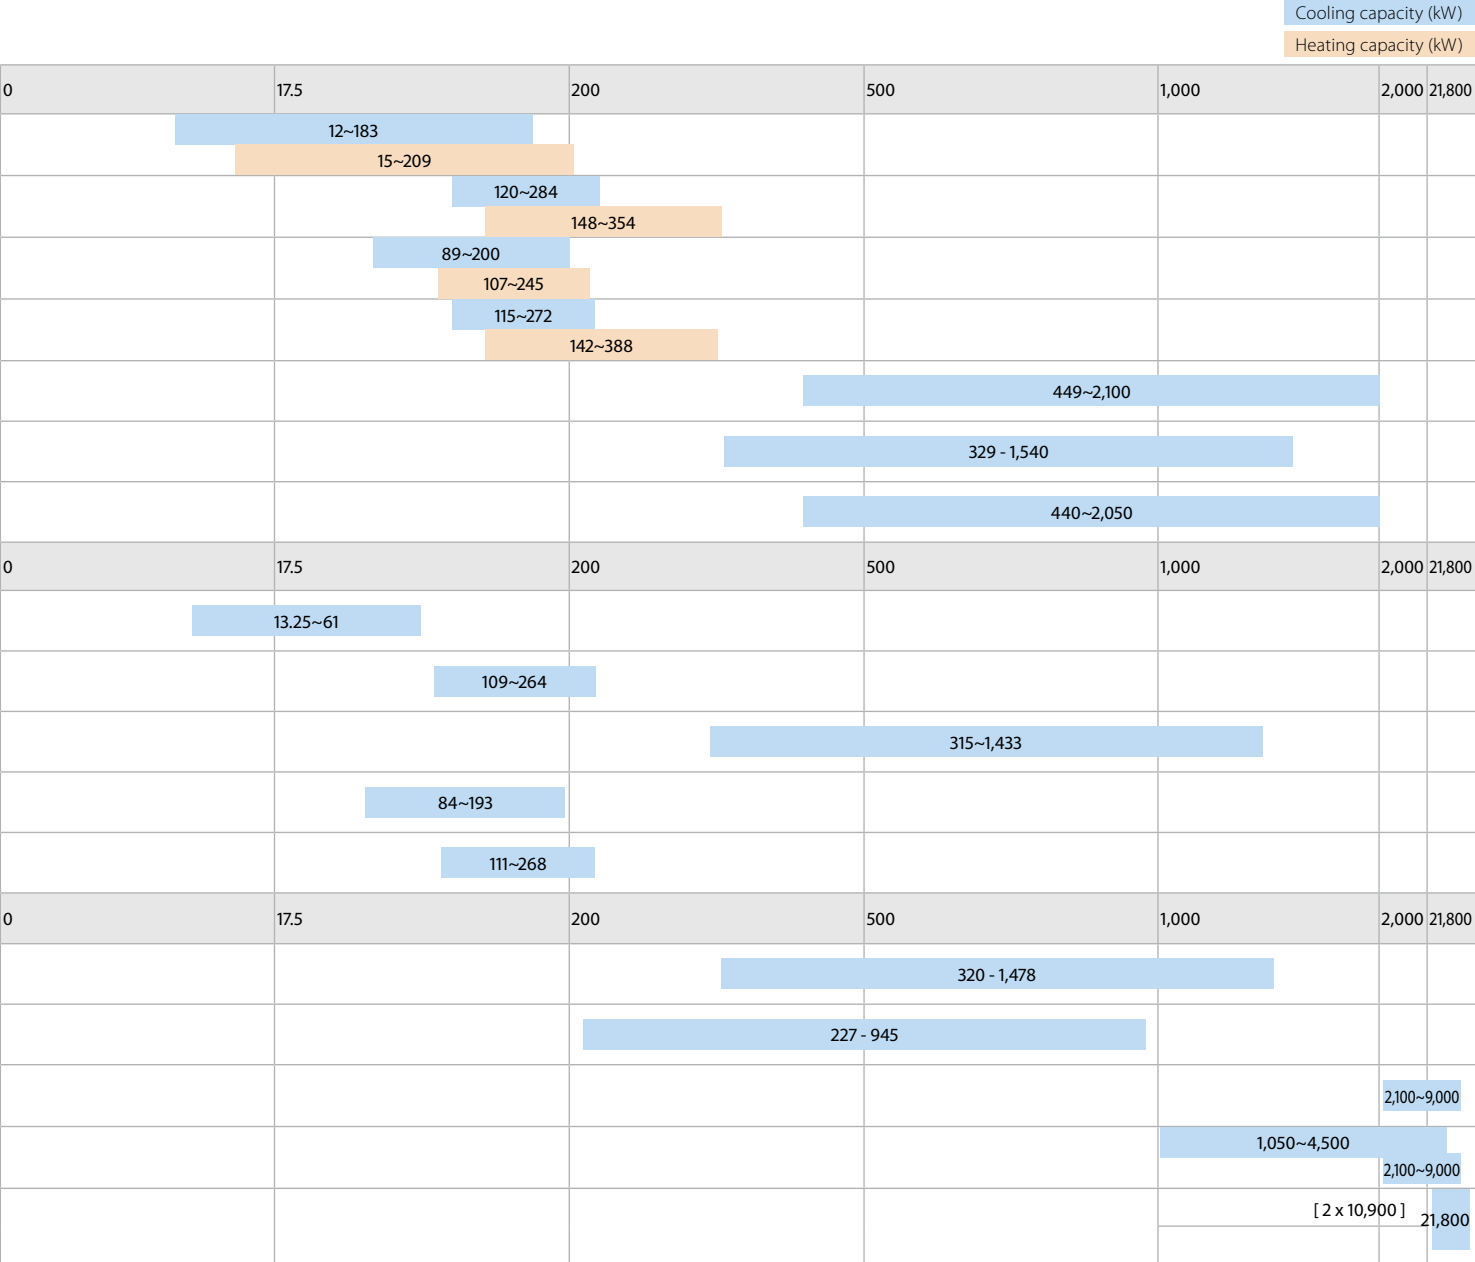 Cooling capacity (kW)
Heating capacity (kW)
0 17.5 200 500 1,000 2,000 21,800
12~183
15~209
120~284
148~354
89~200
107~245
115~272
142~388
449~2,100
329 - 1,540
440~2,050
0 17.5 200 500 1,000 2,000 21,800
13.25~61
109~264
315~1,433
84~193
111~268
0 17.5 200 500 1,000 2,000 21,800
320 - 1,478
227 - 945
2,100~9,000
1,050~4,500
2,100~9,000
[ 2 x 10,900 ] 21,800